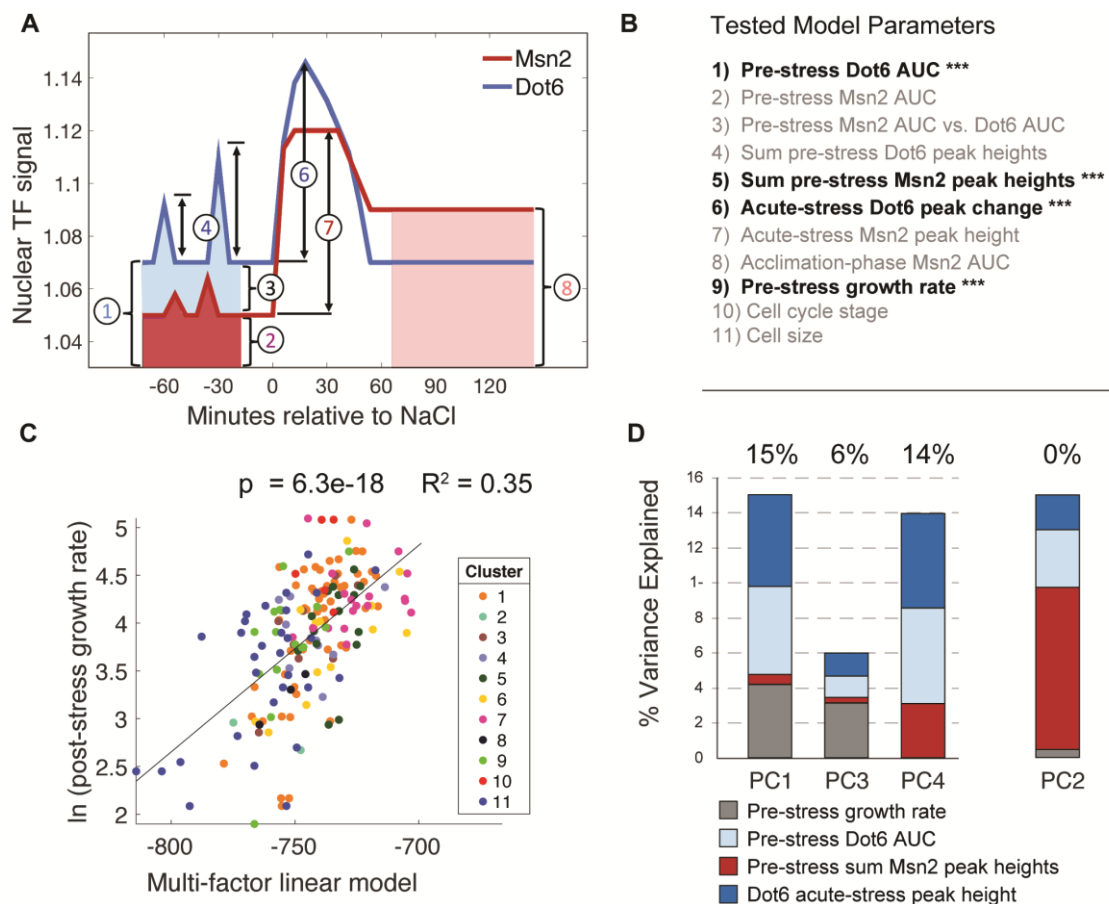 A
Nuclear TF signal
1.14
1.12
1.1
1.08
1.06
1.04
Msn2
Dot6
1
2
3
4
6
7
8
-60
-30
0
30
60
90
120
Minutes relative to NaCl
B
Tested Model Parameters
1) Pre-stress Dot6 AUC ***
2) Pre-stress Msn2 AUC
3) Pre-stress Msn2 AUC vs. Dot6 AUC
4) Sum pre-stress Dot6 peak heights
5) Sum pre-stress Msn2 peak heights ***
6) Acute-stress Dot6 peak change ***
7) Acute-stress Msn2 peak height
8) Acclimation-phase Msn2 AUC
9) Pre-stress growth rate ***
10) Cell cycle stage
11) Cell size
C
p = 6.3e-18 R² = 0.35
ln (post-stress growth rate)
5
4.5
4
3.5
3
2.5
2
Cluster
1
2
3
4
5
6
7
8
9
10
11
-800
-750
-700
Multi-factor linear model
D
15% 6% 14% 0%
% Variance Explained
16
14
12
1-
8
6
4
2
0
PC1 PC3 PC4 PC2
Pre-stress growth rate
Pre-stress Dot6 AUC
Pre-stress sum Msn2 peak heights
Dot6 acute-stress peak height